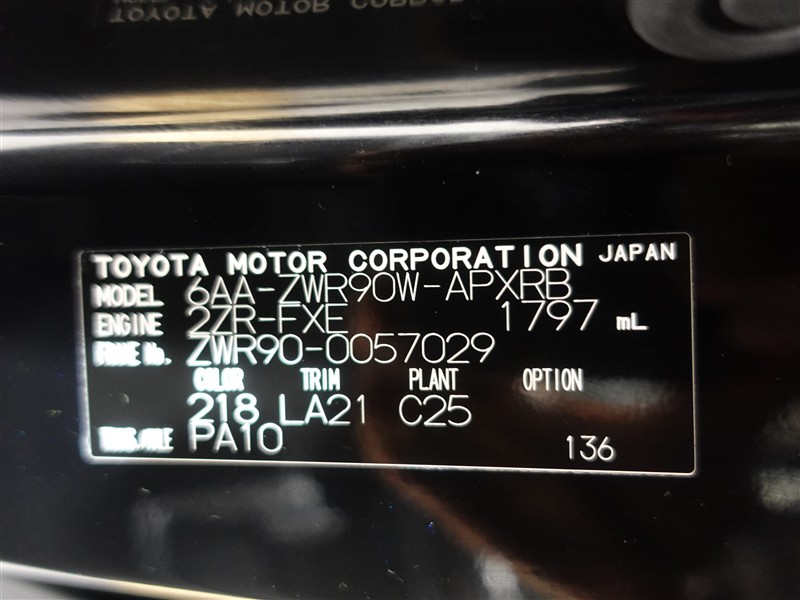 TOYOTA MOTOR CORPORATION JAPAN
MODEL 6AA-ZWR90W-APXRB
ENGINE 2ZR-FXE 1797 mL
FRAME No. ZWR90-0057029
COLOR TRIM PLANT OPTION
218 LA21 C25
TRANS/AXLE PA10 136